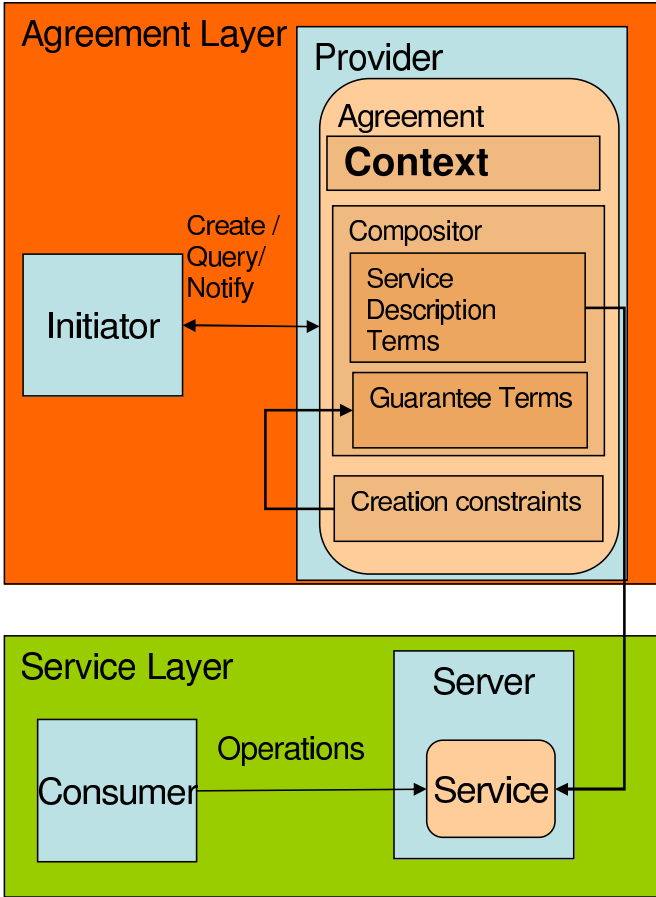 Agreement Layer
Provider
Agreement
Context
Create /
Query/
Notify
Compositor
Service
Description
Terms
Initiator
Guarantee Terms
Creation constraints
Service Layer
Server
Operations
Consumer
Service